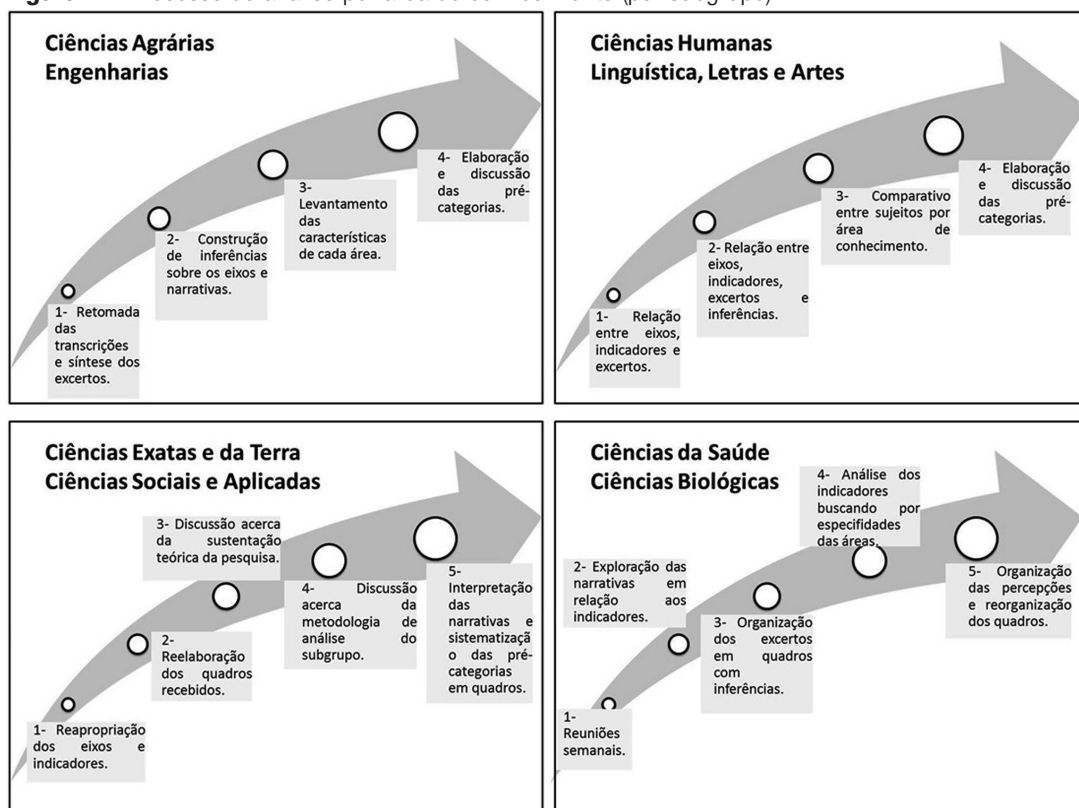 Ciências Agrárias
Engenharias
4- Elaboração
e discussão
das pré-
categorias.
3-
Levantamento
das
características
de cada área.
2- Construção
de inferências
sobre os eixos e
narrativas.
1- Retomada
das
transcrições
e síntese dos
excertos.
Ciências Humanas
Linguística, Letras e Artes
4- Elaboração
e discussão
das pré-
categorias.
3- Comparativo
entre sujeitos por
área de
conhecimento.
2- Relação entre
eixos,
indicadores,
excertos e
inferências.
1- Relação
entre eixos,
indicadores e
excertos.
Ciências Exatas e da Terra
Ciências Sociais e Aplicadas
3- Discussão acerca
da sustentação
teórica da pesquisa.
4- Discussão
acerca da
metodologia de
análise do
subgrupo.
5-
Interpretação
das
narrativas e
sistematizaçã
o das pré-
categorias
em quadros.
2-
Reelaboração
dos quadros
recebidos.
1- Reapropriação
dos eixos e
indicadores.
Ciências da Saúde
Ciências Biológicas
4- Análise dos
indicadores
buscando por
especifidades
das áreas.
2- Exploração das
narrativas em
relação aos
indicadores.
5- Organização
das percepções
e reorganização
dos quadros.
3- Organização
dos excertos
em quadros
com
inferências.
1-
Reuniões
semanais.